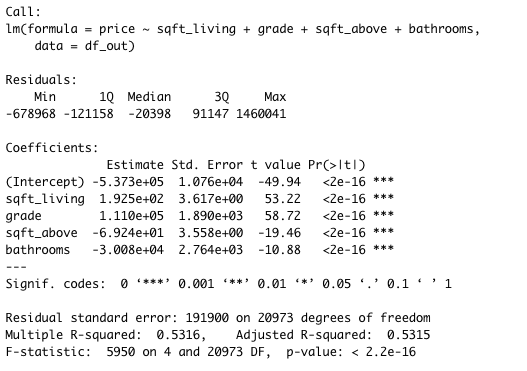 Call:
lm(formula = price ~ sqft_living + grade + sqft_above + bathrooms,
    data = df_out)

Residuals:
    Min      1Q  Median      3Q     Max
-678968 -121158  -20398   91147 1460041

Coefficients:
              Estimate Std. Error t value Pr(>|t|)
(Intercept) -5.373e+05  1.076e+04  -49.94   <2e-16 ***
sqft_living  1.925e+02  3.617e+00   53.22   <2e-16 ***
grade        1.110e+05  1.890e+03   58.72   <2e-16 ***
sqft_above  -6.924e+01  3.558e+00  -19.46   <2e-16 ***
bathrooms   -3.008e+04  2.764e+03  -10.88   <2e-16 ***
---
Signif. codes:  0 ‘***’ 0.001 ‘**’ 0.01 ‘*’ 0.05 ‘.’ 0.1 ‘ ’ 1

Residual standard error: 191900 on 20973 degrees of freedom
Multiple R-squared:  0.5316,    Adjusted R-squared:  0.5315
F-statistic:  5950 on 4 and 20973 DF,  p-value: < 2.2e-16